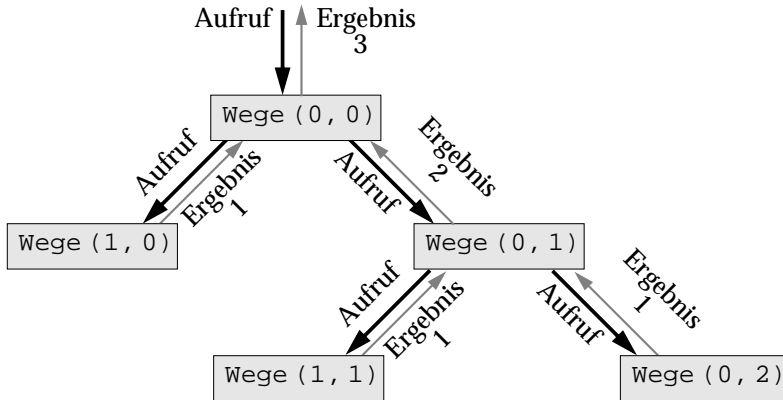 Aufruf
Ergebnis
3
Wege (0, 0)
Aufruf
Ergebnis
1
Aufruf
Ergebnis
2
Wege (1, 0)
Wege (0, 1)
Aufruf
Ergebnis
1
Aufruf
Ergebnis
1
Wege (1, 1)
Wege (0, 2)